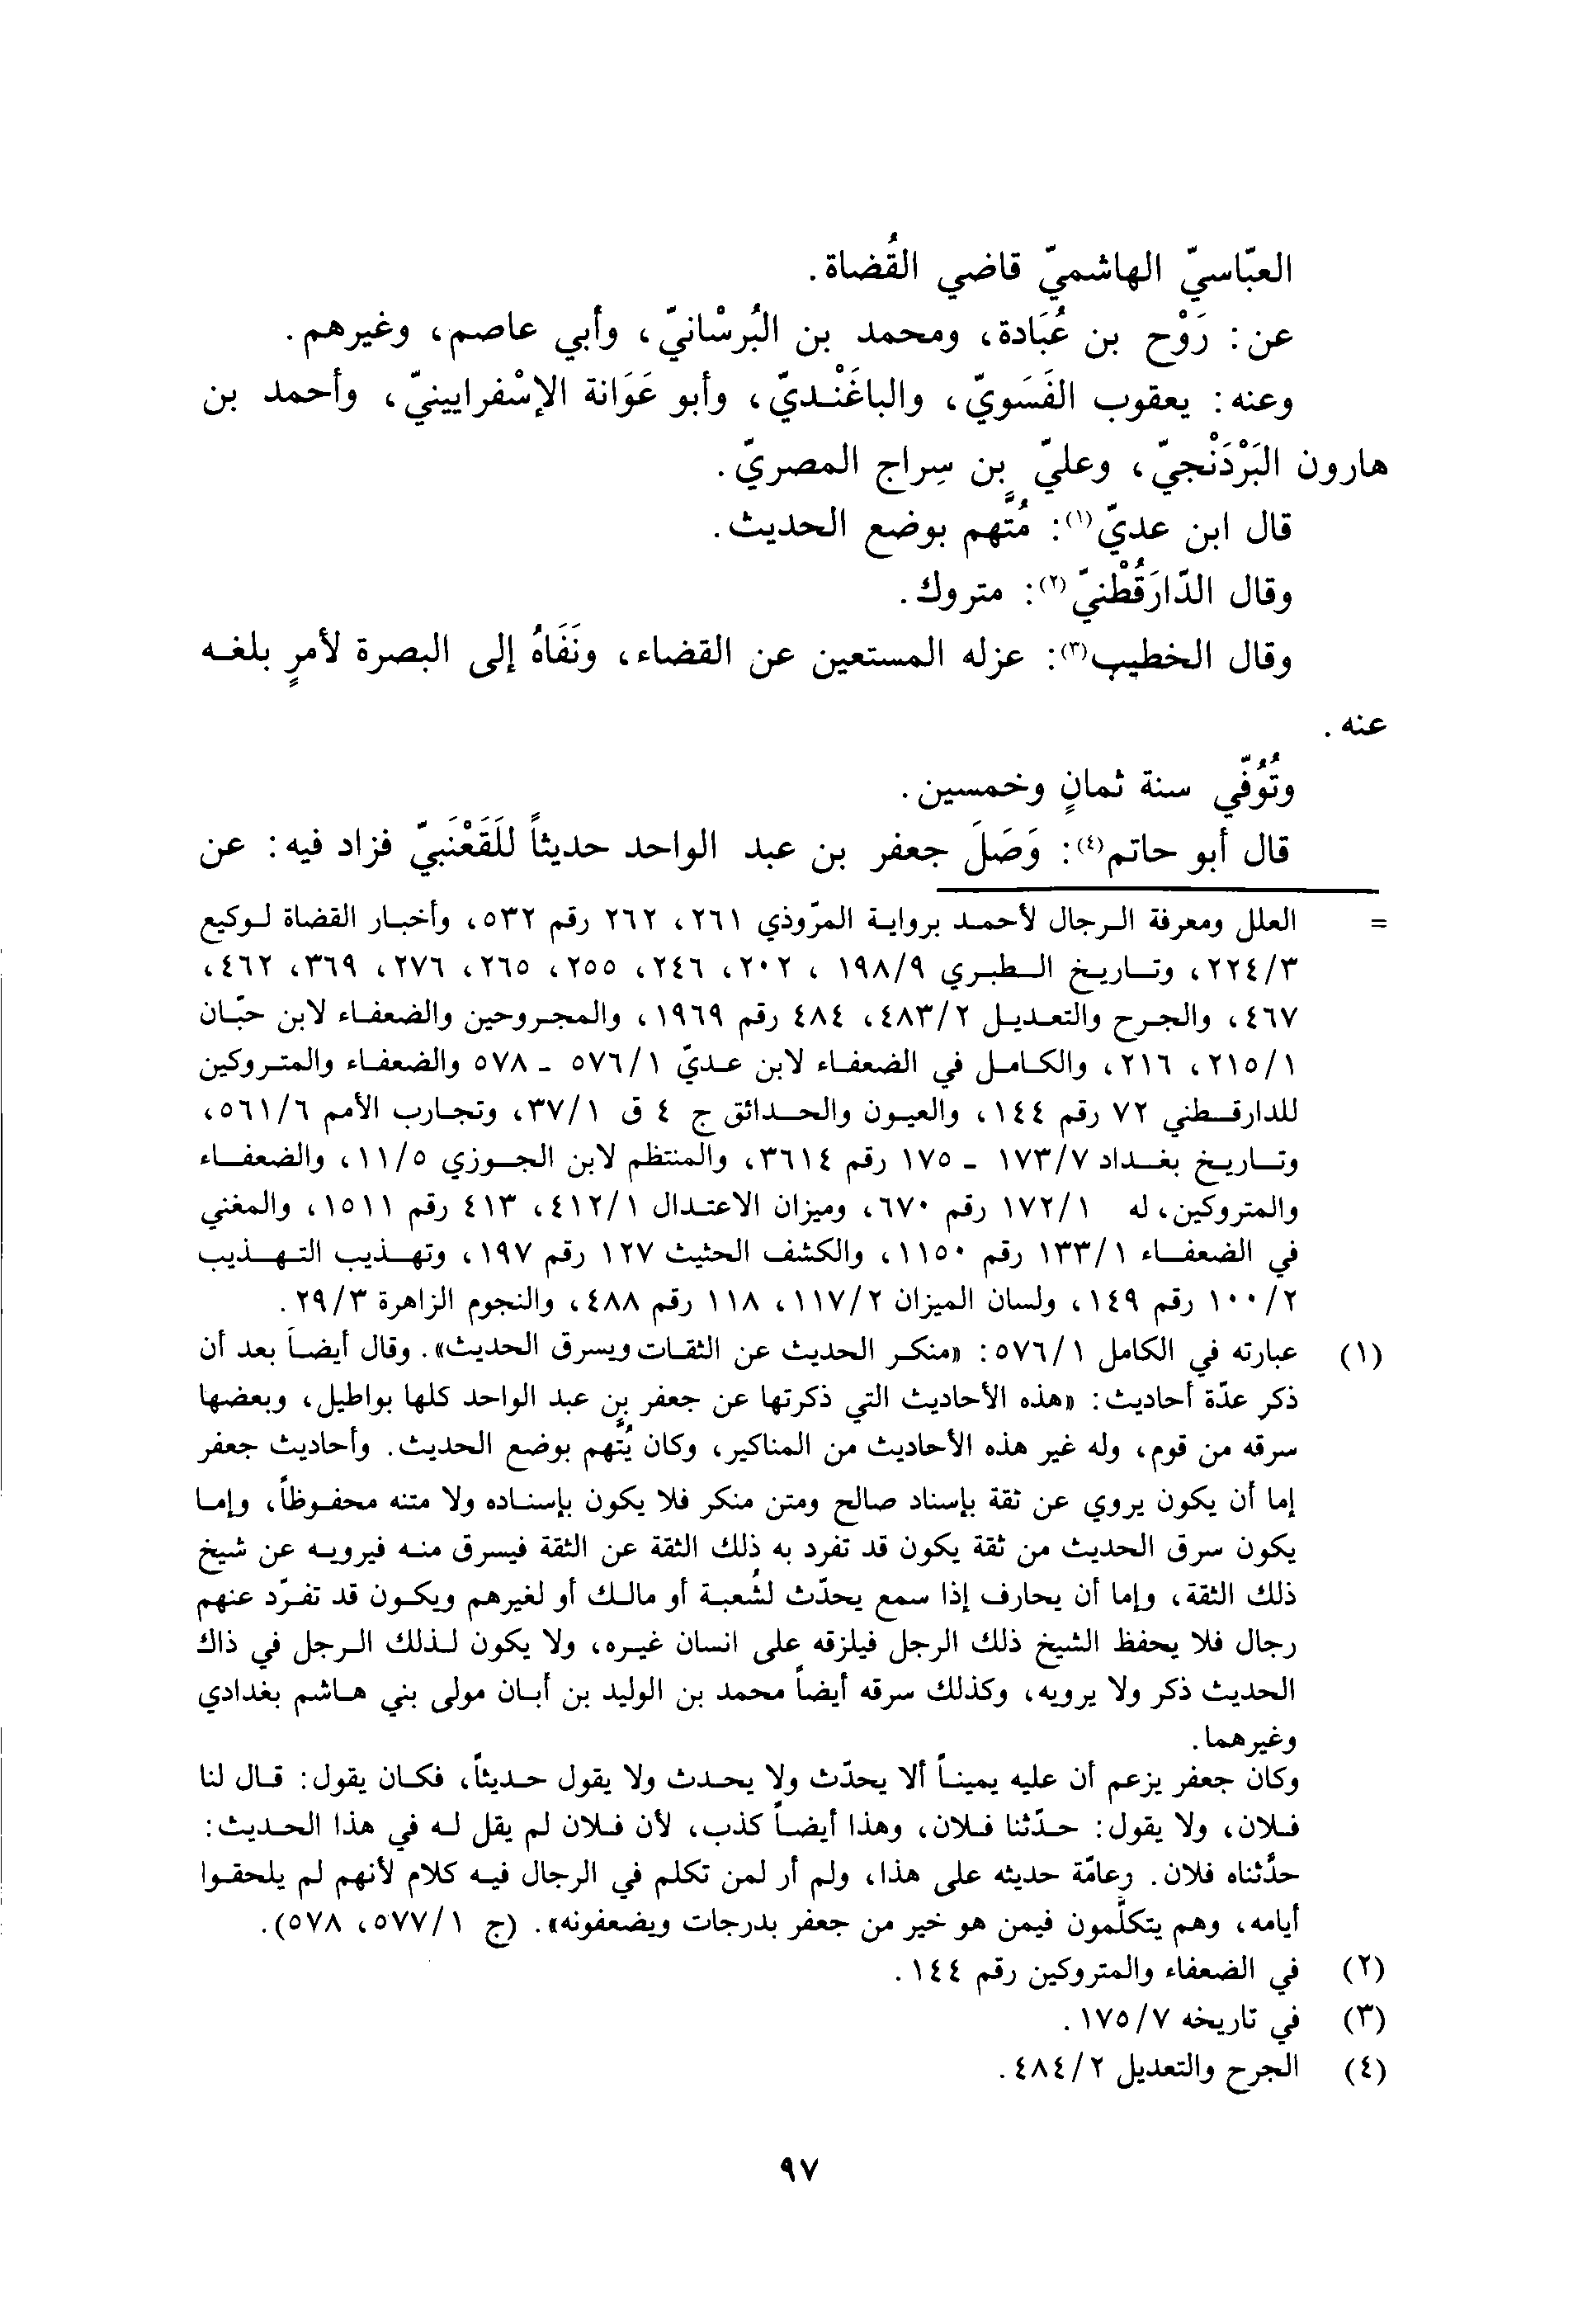 العبّاسيّ الهاشميّ قاضي القُضاة.
عن: رَوْح بن عُبَادة، ومحمد بن البُرسْانيّ، وأبي عاصم، وغيرهم.
وعنه: يعقوب الفَسَويّ، والباغَنْديّ، وأبو عَوَانة الإسْفرايينيّ، وأحمد بن
هارون البَرْدَنْجيّ، وعليّ بن سِراج المصريّ.
قال ابن عديّ(١): مُتَّهم بوضع الحديث.
وقال الدّارَقُطْنيّ(٢): متروك.
وقال الخطيب(٣): عزله المستعين عن القضاء، ونَفَاهُ إلى البصرة لأمرٍ بلغه
عنه.
وتُوُفّي سنة ثمانٍ وخمسين.
قال أبو حاتم(٤): وَصَلَ جعفر بن عبد الواحد حديثاً للَقَعْنَبيّ فزاد فيه: عن
= العلل ومعرفة الرجال لأحمد برواية المرّوذي ٢٦١، ٢٦٢ رقم ٥٣٢، وأخبار القضاة لوكيع
٣/٢٢٤، وتاريخ الطبري ٩/١٩٨، ٢٠٢، ٢٤٦، ٢٥٥، ٢٦٥، ٢٧٦، ٣٦٩، ٤٦٢،
٤٦٧، والجرح والتعديل ٢/٤٨٣، ٤٨٤ رقم ١٩٦٩، والمجروحين والضعفاء لابن حبّان
١/٢١٥، ٢١٦، والكامل في الضعفاء لابن عديّ ١/٥٧٦ - ٥٧٨ والضعفاء والمتروكين
للدارقطني ٧٢ رقم ١٤٤، والعيون والحدائق ج ٤ ق ١/٣٧، وتجارب الأمم ٦/٥٦١،
وتاريخ بغداد ٧/١٧٣ - ١٧٥ رقم ٣٦١٤، والمنتظم لابن الجوزي ٥/١١، والضعفاء
والمتروكين، له ١/١٧٢ رقم ٦٧٠، وميزان الاعتدال ١/٤١٢، ٤١٣ رقم ١٥١١، والمغني
في الضعفاء ١/١٣٣ رقم ١١٥٠، والكشف الحثيث ١٢٧ رقم ١٩٧، وتهذيب التهذيب
٢/١٠٠ رقم ١٤٩، ولسان الميزان ٢/١١٧، ١١٨ رقم ٤٨٨، والنجوم الزاهرة ٣/٢٩.
(١) عبارته في الكامل ١/٥٧٦: «منكر الحديث عن الثقات ويسرق الحديث». وقال أيضاً بعد أن
ذكر عدّة أحاديث: «هذه الأحاديث التي ذكرتها عن جعفر بن عبد الواحد كلها بواطيل، وبعضها
سرقه من قوم، وله غير هذه الأحاديث من المناكير، وكان يُتَّهم بوضع الحديث. وأحاديث جعفر
إما أن يكون يروي عن ثقة بإسناد صالح ومتن منكر فلا يكون بإسناده ولا متنه محفوظاً، وإما
يكون سرق الحديث من ثقة يكون قد تفرد به ذلك الثقة عن الثقة فيسرق منه فيرويه عن شيخ
ذلك الثقة، وإما أن يحارف إذا سمع يحدّث لشُعبة أو مالك أو لغيرهم ويكون قد تفرّد عنهم
رجال فلا يحفظ الشيخ ذلك الرجل فيلزقه على انسان غيره، ولا يكون لذلك الرجل في ذاك
الحديث ذكر ولا يرويه، وكذلك سرقه أيضاً محمد بن الوليد بن أبان مولى بني هاشم بغدادي
وغيرهما.
وكان جعفر يزعم أن عليه يميناً ألا يحدّث ولا يحدث ولا يقول حديثاً، فكان يقول: قال لنا
فلان، ولا يقول: حدّثنا فلان، وهذا أيضاً كذب، لأن فلان لم يقل له في هذا الحديث:
حدّثناه فلان. وعامّة حديثه على هذا، ولم أر لمن تكلم في الرجال فيه كلام لأنهم لم يلحقوا
أيامه، وهم يتكلّمون فيمن هو خير من جعفر بدرجات ويضعفونه». (ج ١/٥٧٧، ٥٧٨).
(٢) في الضعفاء والمتروكين رقم ١٤٤.
(٣) في تاريخه ٧/١٧٥.
(٤) الجرح والتعديل ٢/٤٨٤.
٩٧